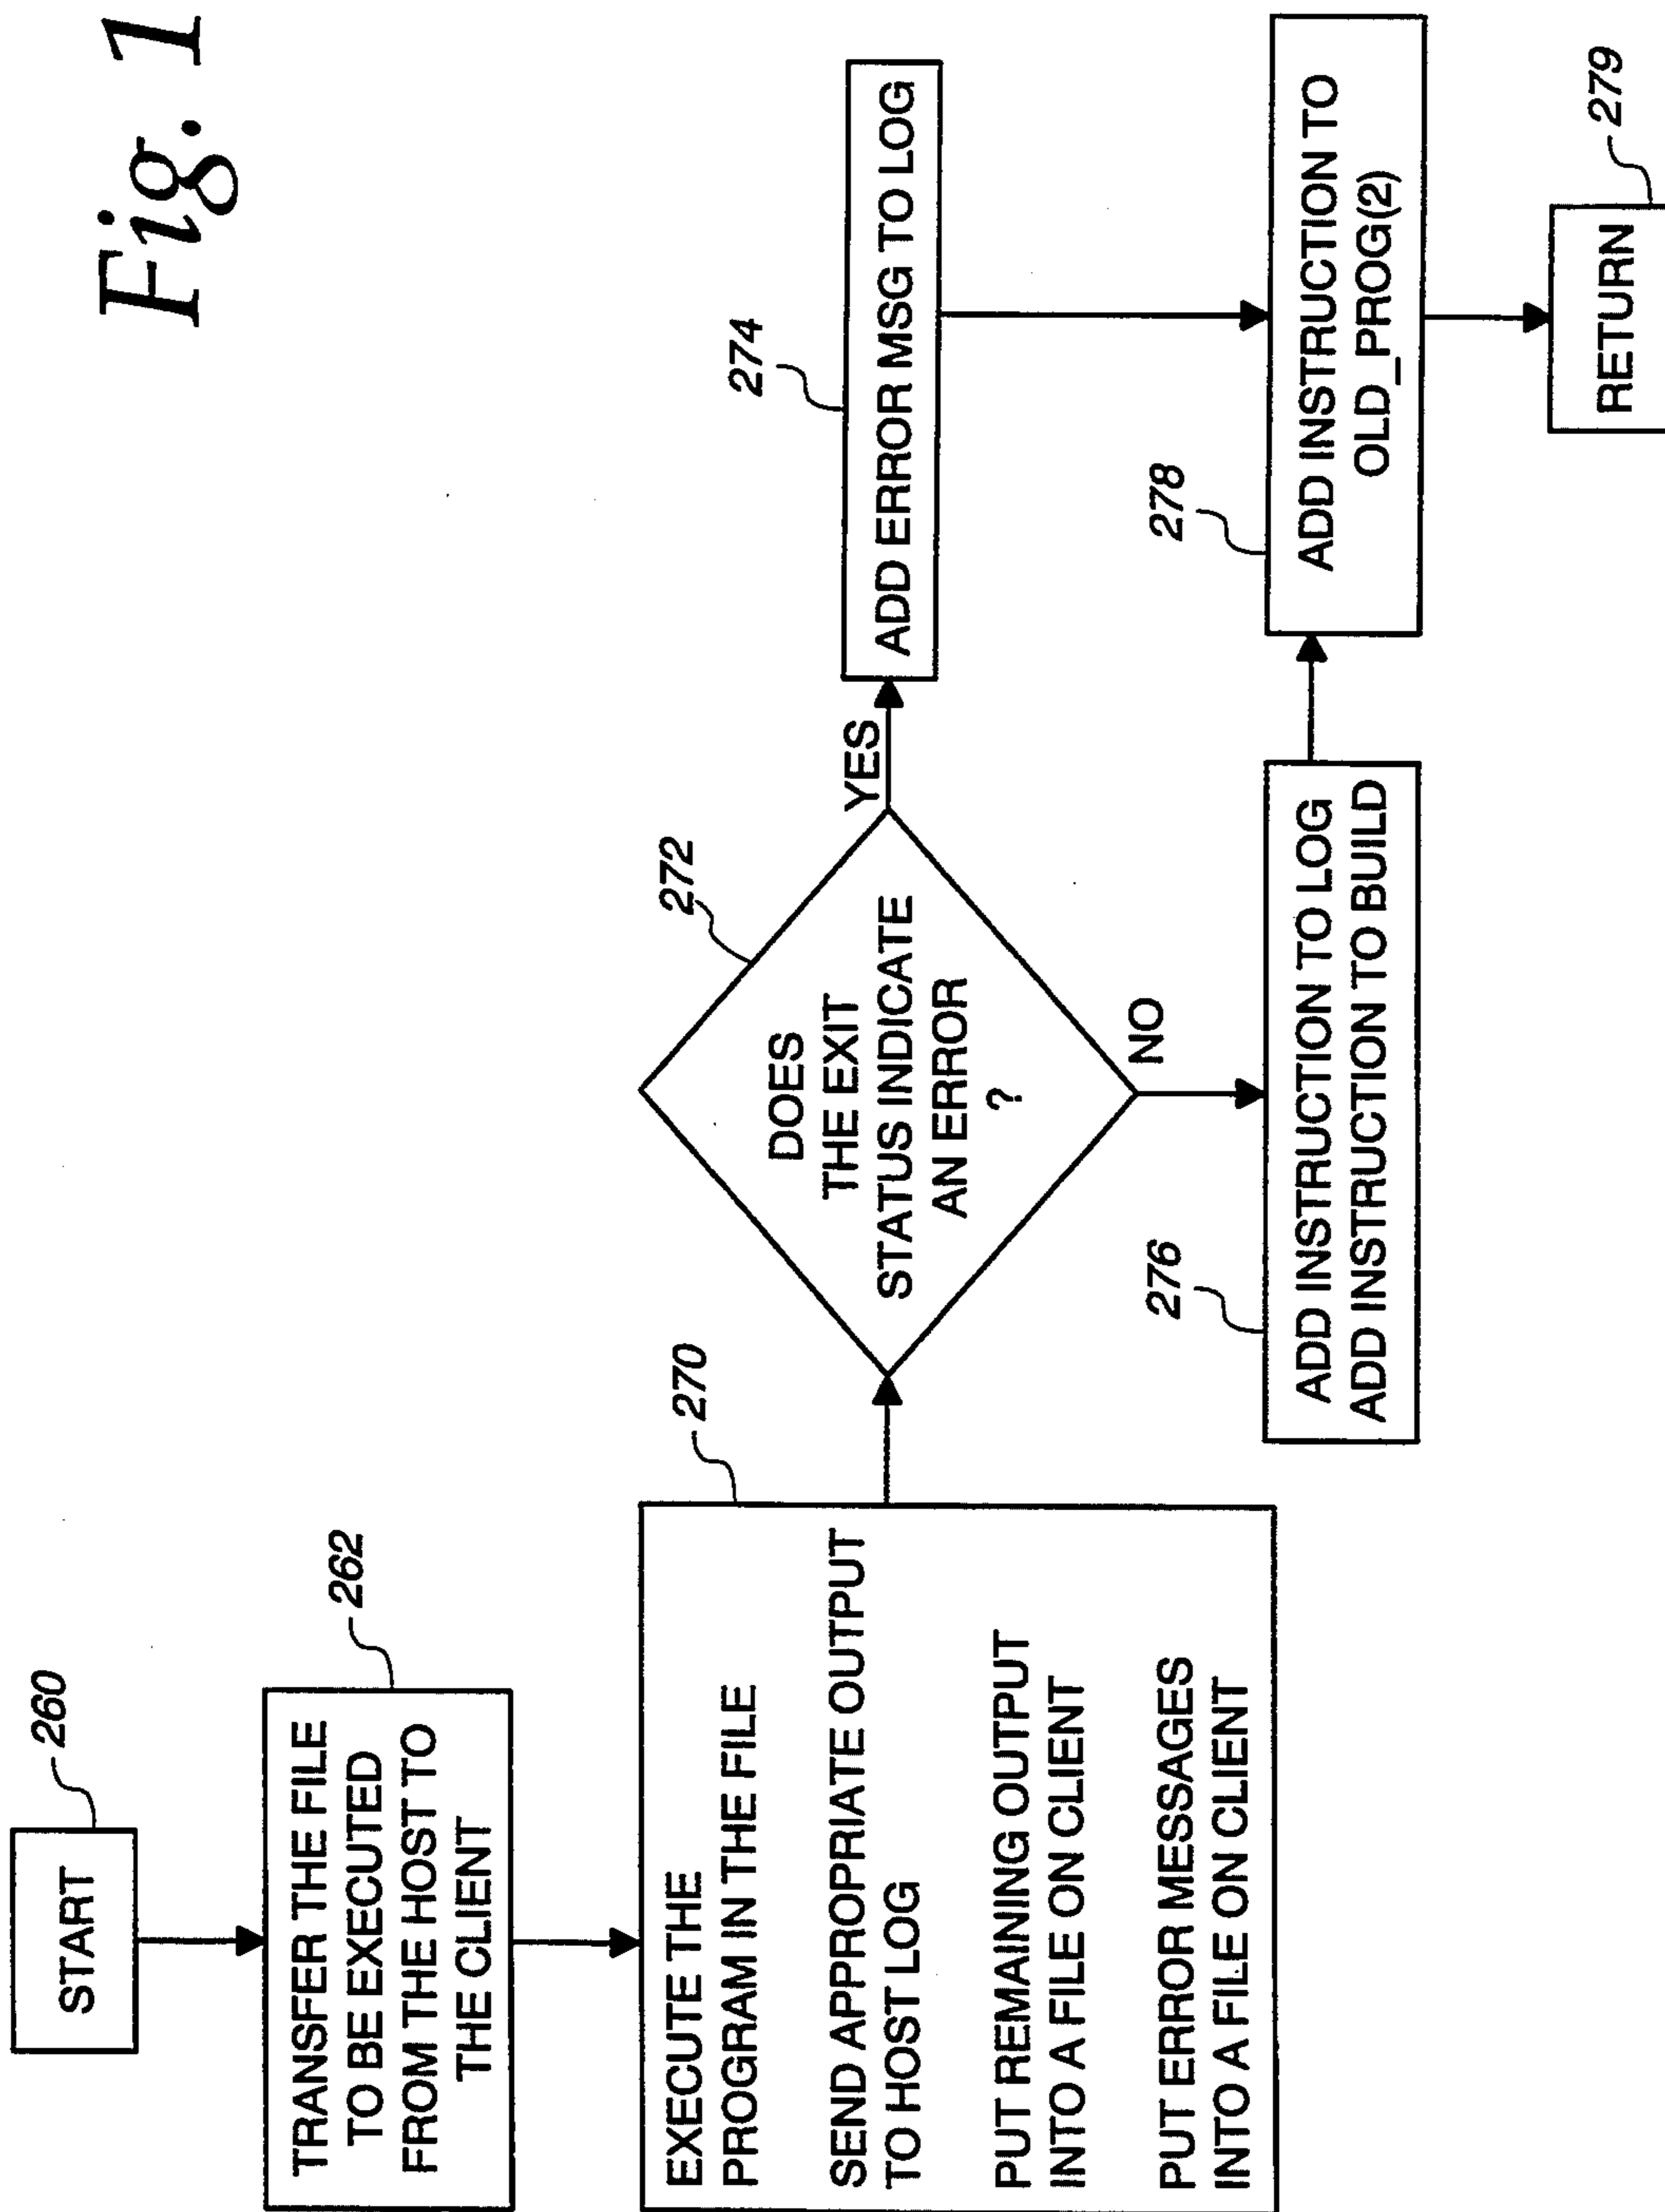 Fig. 1
START
260
TRANSFER THE FILE
TO BE EXECUTED
FROM THE HOST TO
THE CLIENT
262
EXECUTE THE
PROGRAM IN THE FILE
SEND APPROPRIATE OUTPUT
TO HOST LOG
PUT REMAINING OUTPUT
INTO A FILE ON CLIENT
PUT ERROR MESSAGES
INTO A FILE ON CLIENT
270
DOES
THE EXIT
STATUS INDICATE
AN ERROR
?
272
YES
NO
ADD ERROR MSG TO LOG
274
ADD INSTRUCTION TO LOG
ADD INSTRUCTION TO BUILD
276
ADD INSTRUCTION TO
OLD_PROG(2)
278
RETURN
279